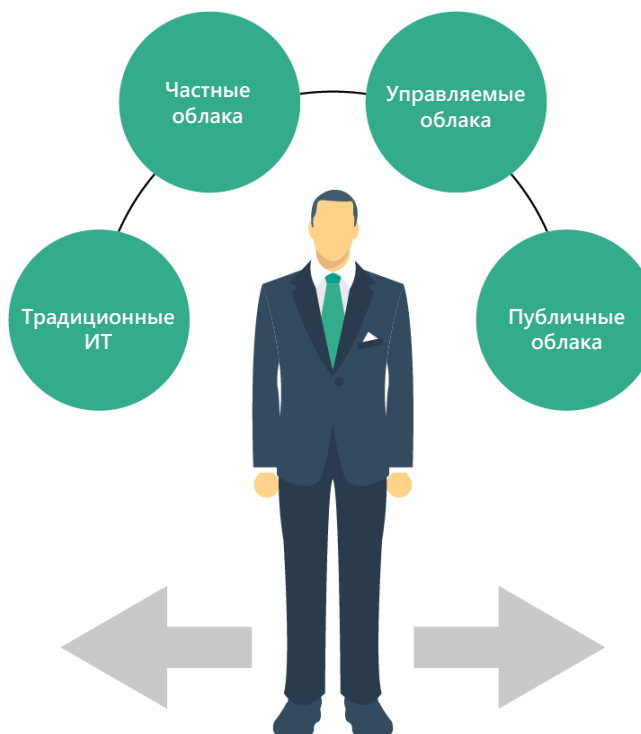 Частные
облака
Управляемые
облака
Традиционные
ИТ
Публичные
облака